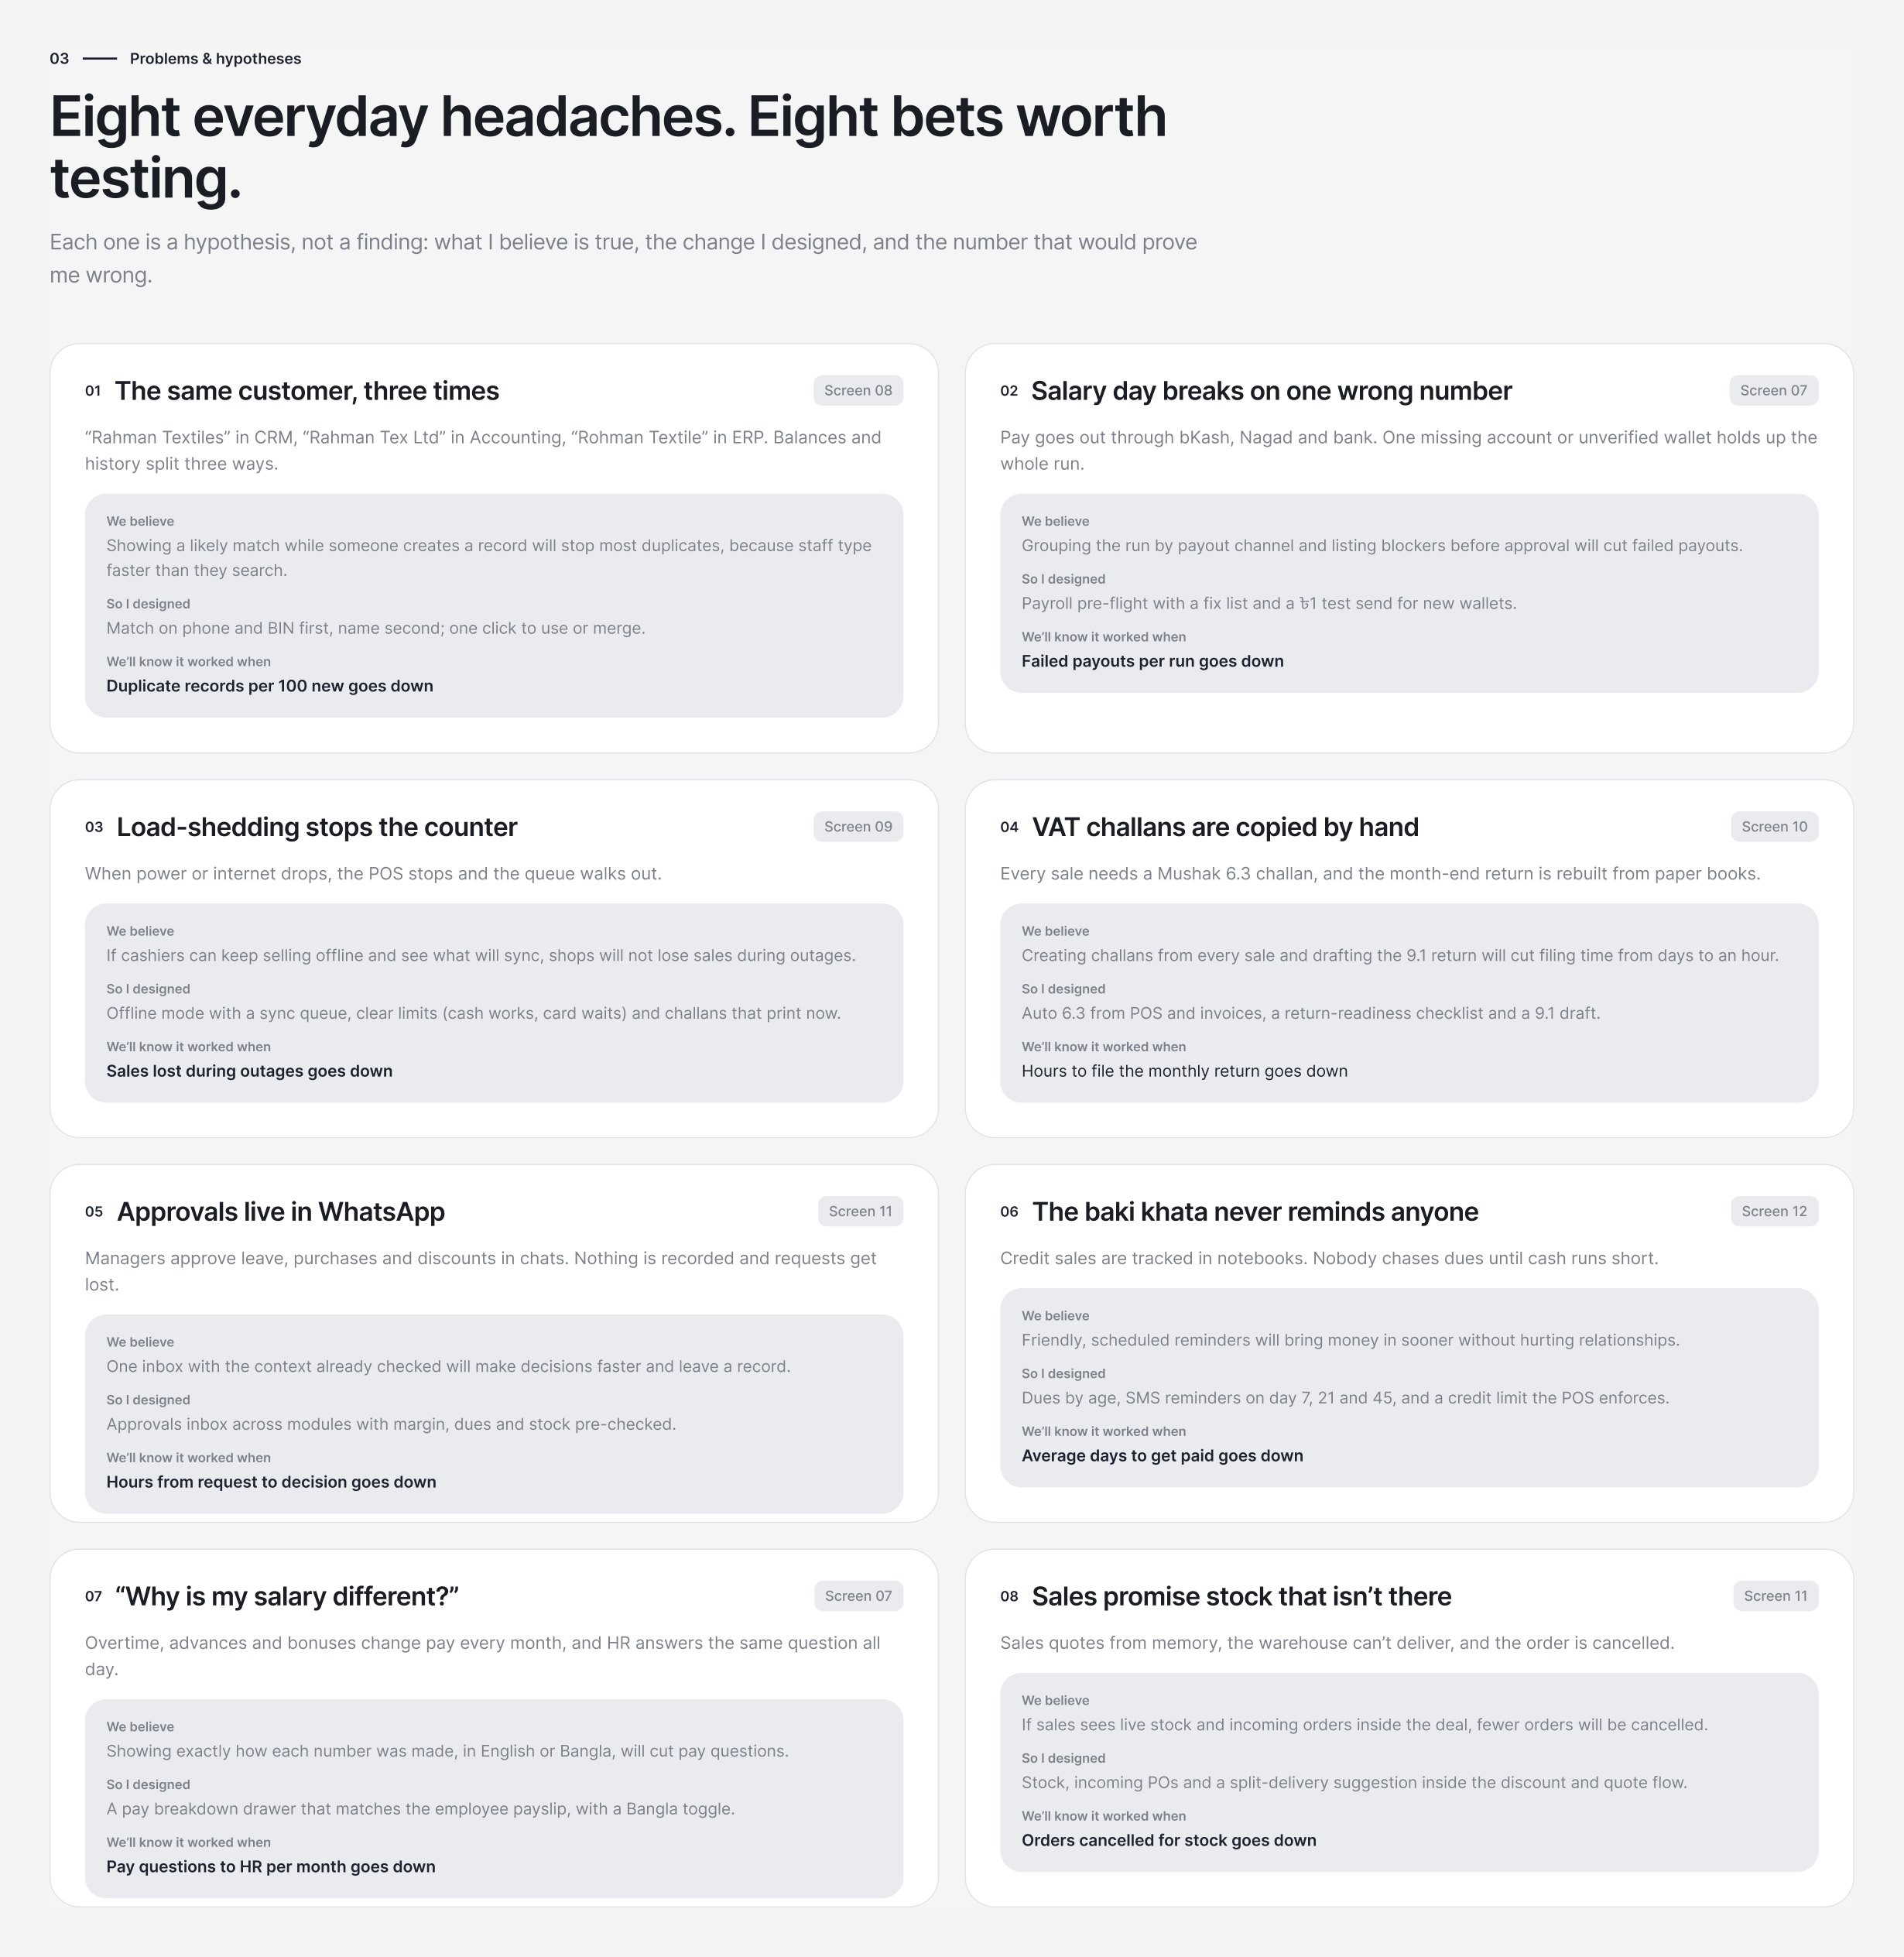 03 — Problems & hypotheses
Eight everyday headaches. Eight bets worth
testing.
Each one is a hypothesis, not a finding: what I believe is true, the change I designed, and the number that would prove
me wrong.
01 The same customer, three times
Screen 08
“Rahman Textiles” in CRM, “Rahman Tex Ltd” in Accounting, “Rohman Textile” in ERP. Balances and
history split three ways.
We believe
Showing a likely match while someone creates a record will stop most duplicates, because staff type
faster than they search.
So I designed
Match on phone and BIN first, name second; one click to use or merge.
We’ll know it worked when
Duplicate records per 100 new goes down
02 Salary day breaks on one wrong number
Screen 07
Pay goes out through bKash, Nagad and bank. One missing account or unverified wallet holds up the
whole run.
We believe
Grouping the run by payout channel and listing blockers before approval will cut failed payouts.
So I designed
Payroll pre-flight with a fix list and a ৳1 test send for new wallets.
We’ll know it worked when
Failed payouts per run goes down
03 Load-shedding stops the counter
Screen 09
When power or internet drops, the POS stops and the queue walks out.
We believe
If cashiers can keep selling offline and see what will sync, shops will not lose sales during outages.
So I designed
Offline mode with a sync queue, clear limits (cash works, card waits) and challans that print now.
We’ll know it worked when
Sales lost during outages goes down
04 VAT challans are copied by hand
Screen 10
Every sale needs a Mushak 6.3 challan, and the month-end return is rebuilt from paper books.
We believe
Creating challans from every sale and drafting the 9.1 return will cut filing time from days to an hour.
So I designed
Auto 6.3 from POS and invoices, a return-readiness checklist and a 9.1 draft.
We’ll know it worked when
Hours to file the monthly return goes down
05 Approvals live in WhatsApp
Screen 11
Managers approve leave, purchases and discounts in chats. Nothing is recorded and requests get
lost.
We believe
One inbox with the context already checked will make decisions faster and leave a record.
So I designed
Approvals inbox across modules with margin, dues and stock pre-checked.
We’ll know it worked when
Hours from request to decision goes down
06 The baki khata never reminds anyone
Screen 12
Credit sales are tracked in notebooks. Nobody chases dues until cash runs short.
We believe
Friendly, scheduled reminders will bring money in sooner without hurting relationships.
So I designed
Dues by age, SMS reminders on day 7, 21 and 45, and a credit limit the POS enforces.
We’ll know it worked when
Average days to get paid goes down
07 “Why is my salary different?”
Screen 07
Overtime, advances and bonuses change pay every month, and HR answers the same question all
day.
We believe
Showing exactly how each number was made, in English or Bangla, will cut pay questions.
So I designed
A pay breakdown drawer that matches the employee payslip, with a Bangla toggle.
We’ll know it worked when
Pay questions to HR per month goes down
08 Sales promise stock that isn’t there
Screen 11
Sales quotes from memory, the warehouse can’t deliver, and the order is cancelled.
We believe
If sales sees live stock and incoming orders inside the deal, fewer orders will be cancelled.
So I designed
Stock, incoming POs and a split-delivery suggestion inside the discount and quote flow.
We’ll know it worked when
Orders cancelled for stock goes down